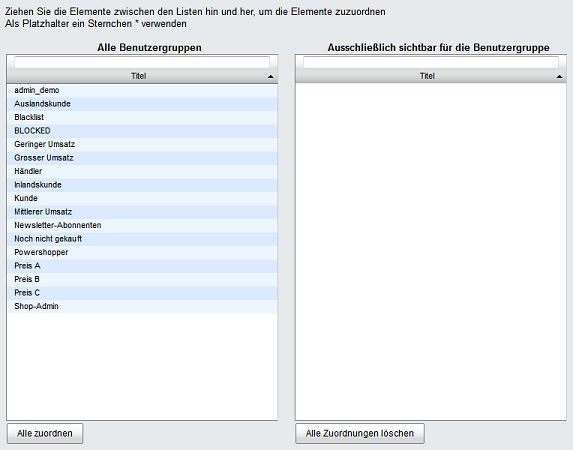 Ziehen Sie die Elemente zwischen den Listen hin und her, um die Elemente zuzuordnen
Als Platzhalter ein Sternchen * verwenden
Alle Benutzergruppen
Titel
admin_demo
Auslandskunde
Blacklist
BLOCKED
Geringer Umsatz
Grosser Umsatz
Händler
Inlandskunde
Kunde
Mittlerer Umsatz
Newsletter-Abonnenten
Noch nicht gekauft
Powershopper
Preis A
Preis B
Preis C
Shop-Admin
Alle zuordnen
Ausschließlich sichtbar für die Benutzergruppe
Titel
Alle Zuordnungen löschen